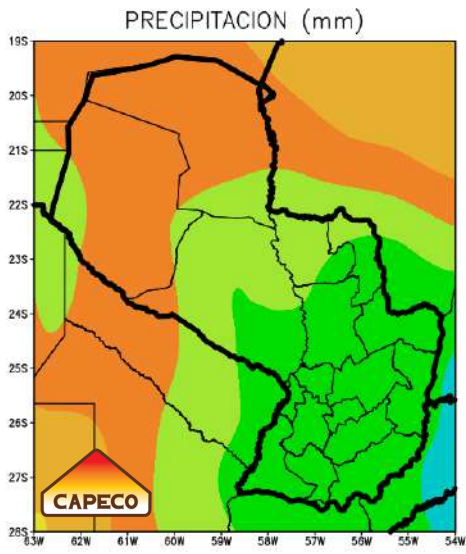 PRECIPITACION (mm)
19S
20S
21S
22S
23S
24S
25S
26S
27S
28S
CAPECO
63W 62W 61W 60W 59W 58W 57W 56W 55W 54W